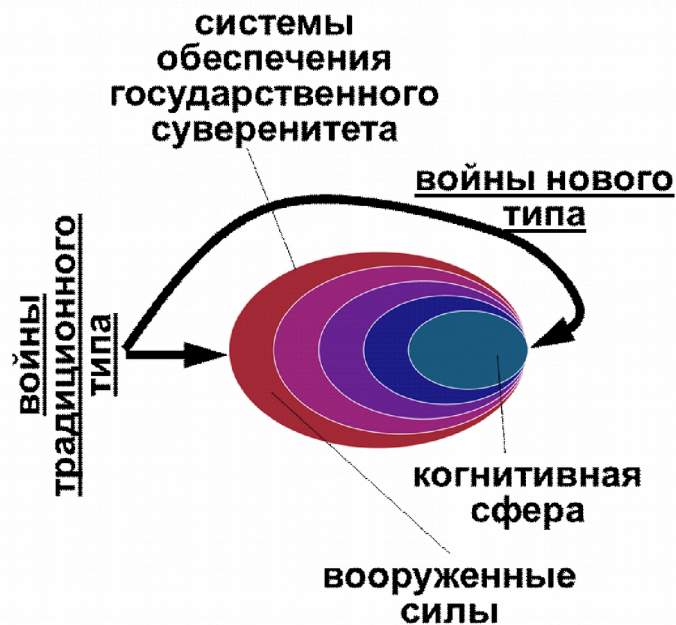 системы
обеспечения
государственного
суверенитета
войны нового
типа
войны
традиционного
типа
когнитивная
сфера
вооруженные
силы